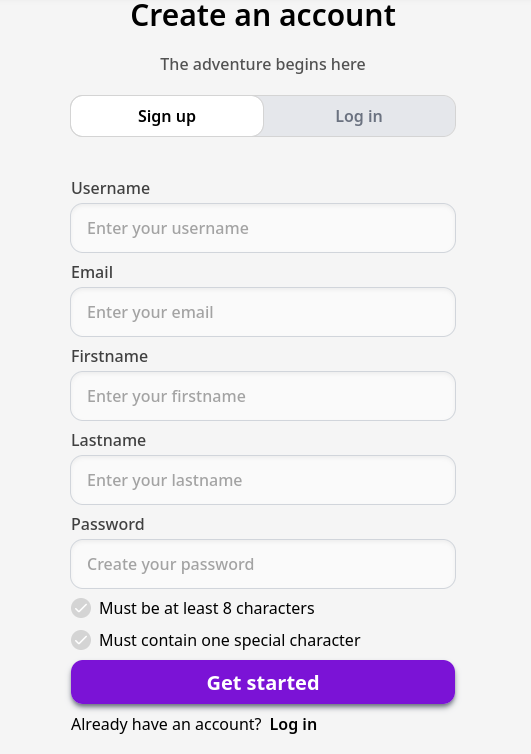 Create an account
The adventure begins here
Sign up Log in
Username
Enter your username
Email
Enter your email
Firstname
Enter your firstname
Lastname
Enter your lastname
Password
Create your password
Must be at least 8 characters
Must contain one special character
Get started
Already have an account? Log in